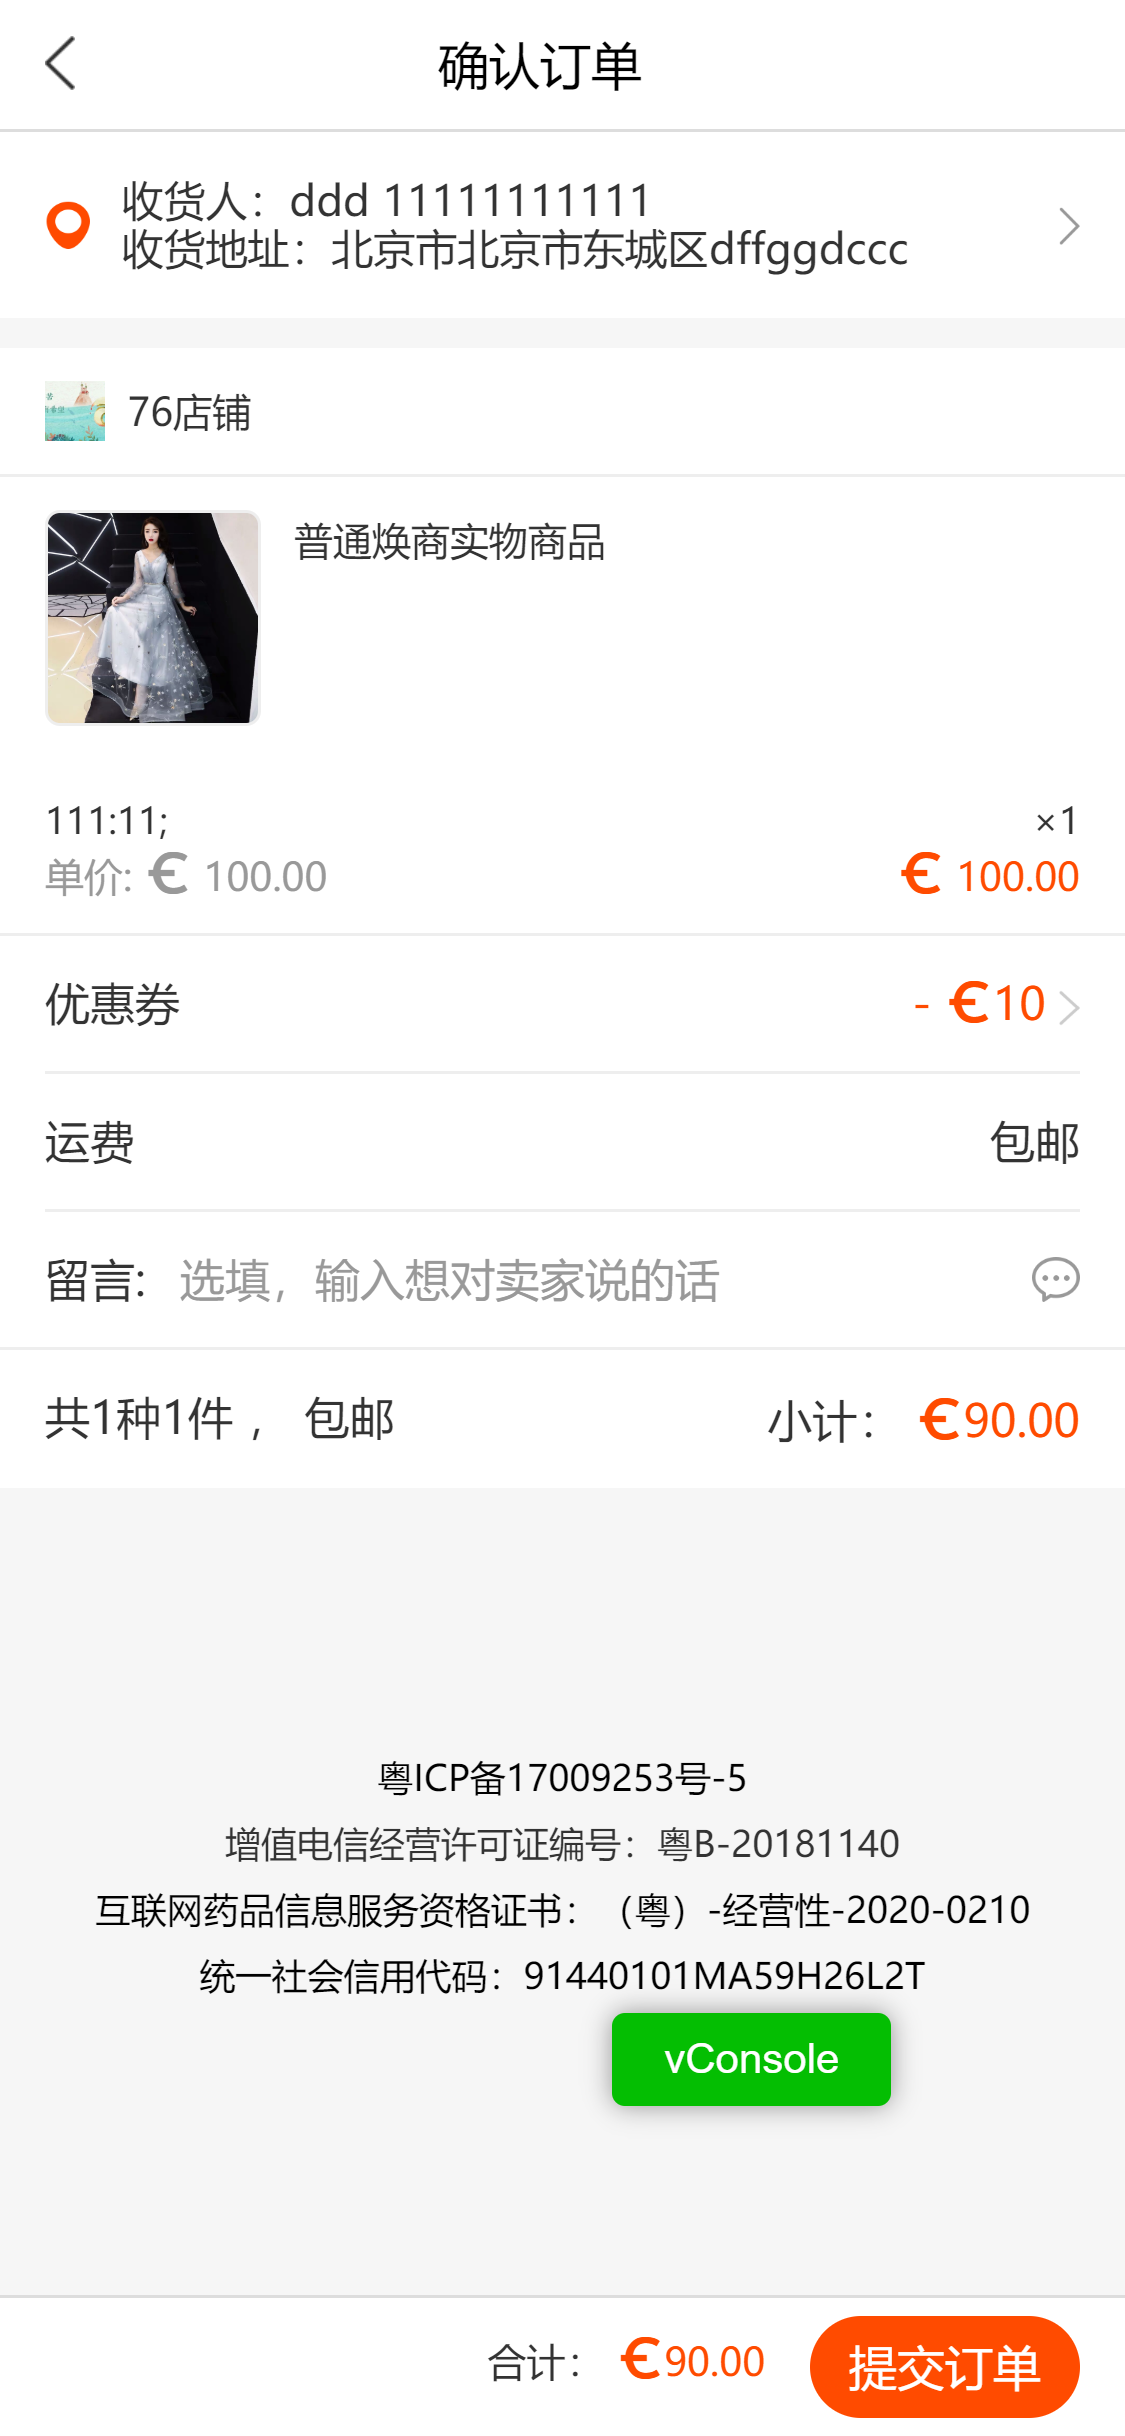 确认订单
收货人：ddd 11111111111
收货地址：北京市北京市东城区dffggdccc
76店铺
普通焕商实物商品
111:11; ×1
单价: € 100.00 € 100.00
优惠券 - €10
运费 包邮
留言: 选填，输入想对卖家说的话
共1种1件 ， 包邮 小计： €90.00
粤ICP备17009253号-5
增值电信经营许可证编号：粤B-20181140
互联网药品信息服务资格证书：（粤）-经营性-2020-0210
统一社会信用代码：91440101MA59H26L2T
vConsole
合计： €90.00 提交订单